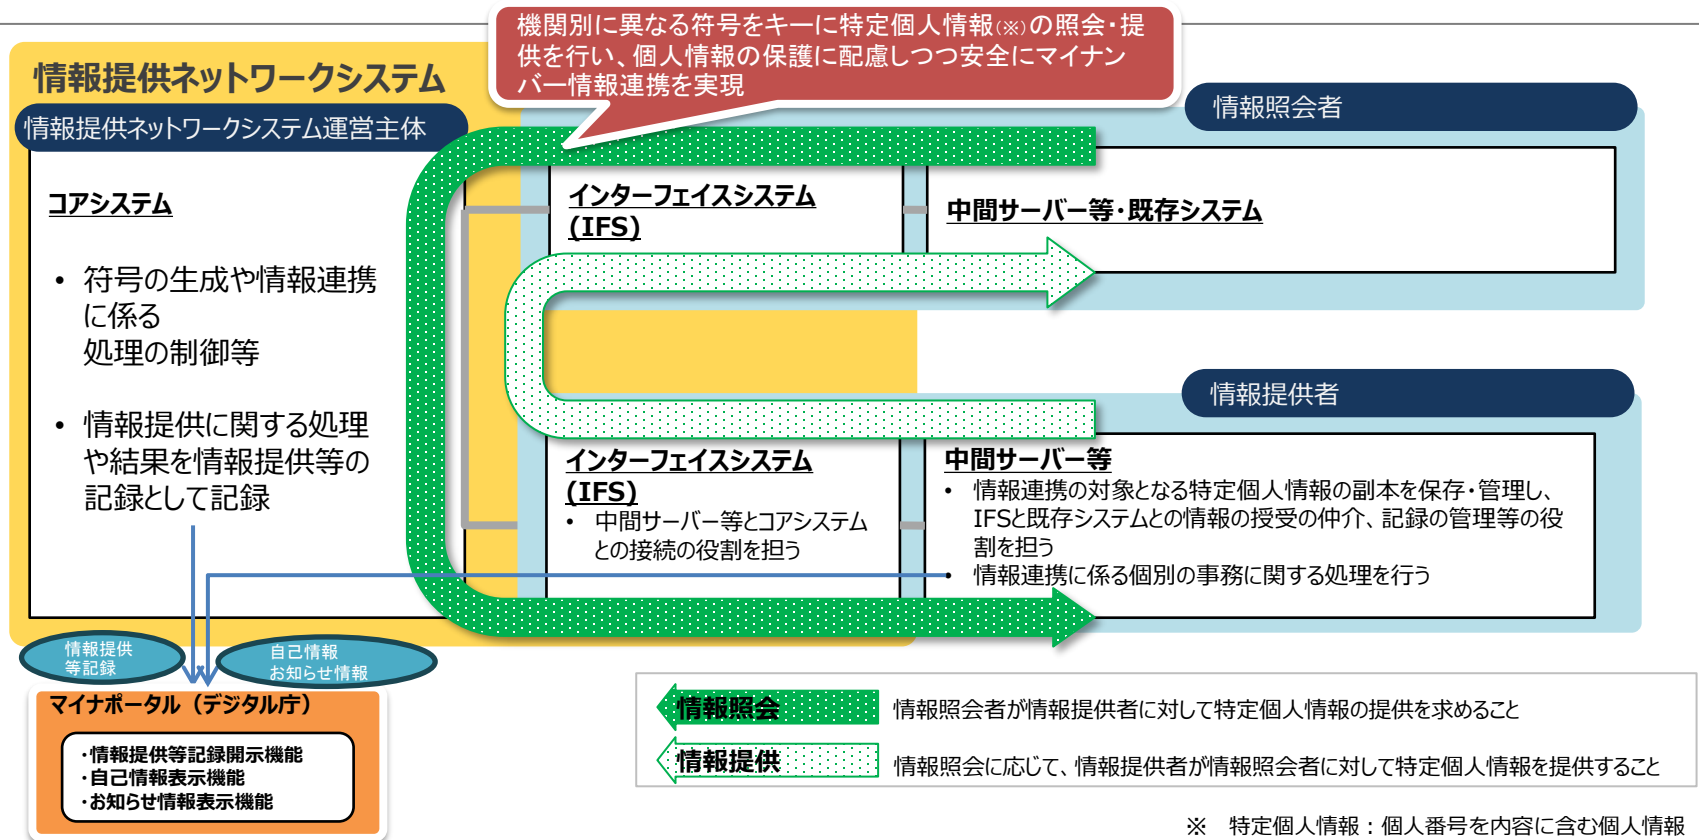 機関別に異なる符号をキーに特定個人情報(※)の照会・提
供を行い、個人情報の保護に配慮しつつ安全にマイナン
バー情報連携を実現
情報提供ネットワークシステム
情報提供ネットワークシステム運営主体
コアシステム
• 符号の生成や情報連携
に係る
処理の制御等
• 情報提供に関する処理
や結果を情報提供等の
記録として記録
情報照会者
インターフェイスシステム
(IFS)
中間サーバー等・既存システム
情報提供者
インターフェイスシステム
(IFS)
• 中間サーバー等とコアシステム
との接続の役割を担う
中間サーバー等
• 情報連携の対象となる特定個人情報の副本を保存・管理し、
IFSと既存システムとの情報の授受の仲介、記録の管理等の役
割を担う
• 情報連携に係る個別の事務に関する処理を行う
情報提供
等記録
自己情報
お知らせ情報
マイナポータル（デジタル庁）
・情報提供等記録開示機能
・自己情報表示機能
・お知らせ情報表示機能
情報照会
情報照会者が情報提供者に対して特定個人情報の提供を求めること
情報提供
情報照会に応じて、情報提供者が情報照会者に対して特定個人情報を提供すること
※　特定個人情報：個人番号を内容に含む個人情報